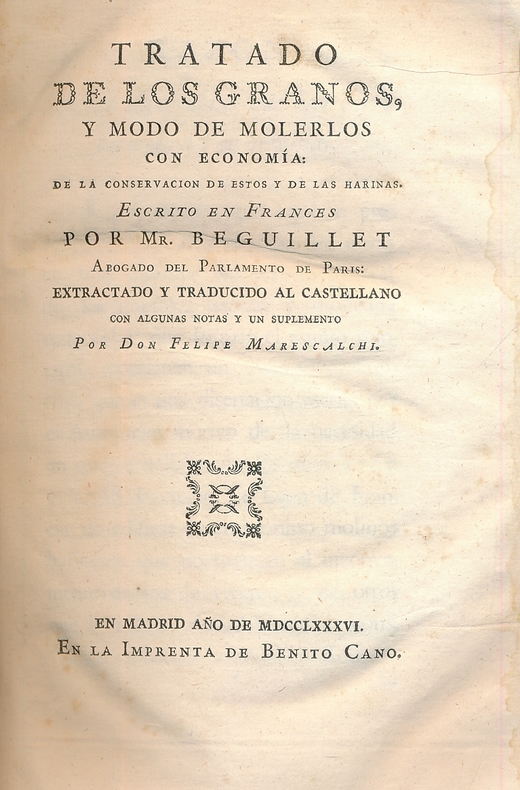 TRATADO
DE LOS GRANOS,
Y MODO DE MOLERLOS
CON ECONOMÍA:
DE LA CONSERVACION DE ESTOS Y DE LAS HARINAS.
ESCRITO EN FRANCES
POR MR. BEGUILLET
ABOGADO DEL PARLAMENTO DE PARIS:
EXTRACTADO Y TRADUCIDO AL CASTELLANO
CON ALGUNAS NOTAS Y UN SUPLEMENTO
POR DON FELIPE MARESCALCHI.
EN MADRID AÑO DE MDCCLXXXVI.
EN LA IMPRENTA DE BENITO CANO.